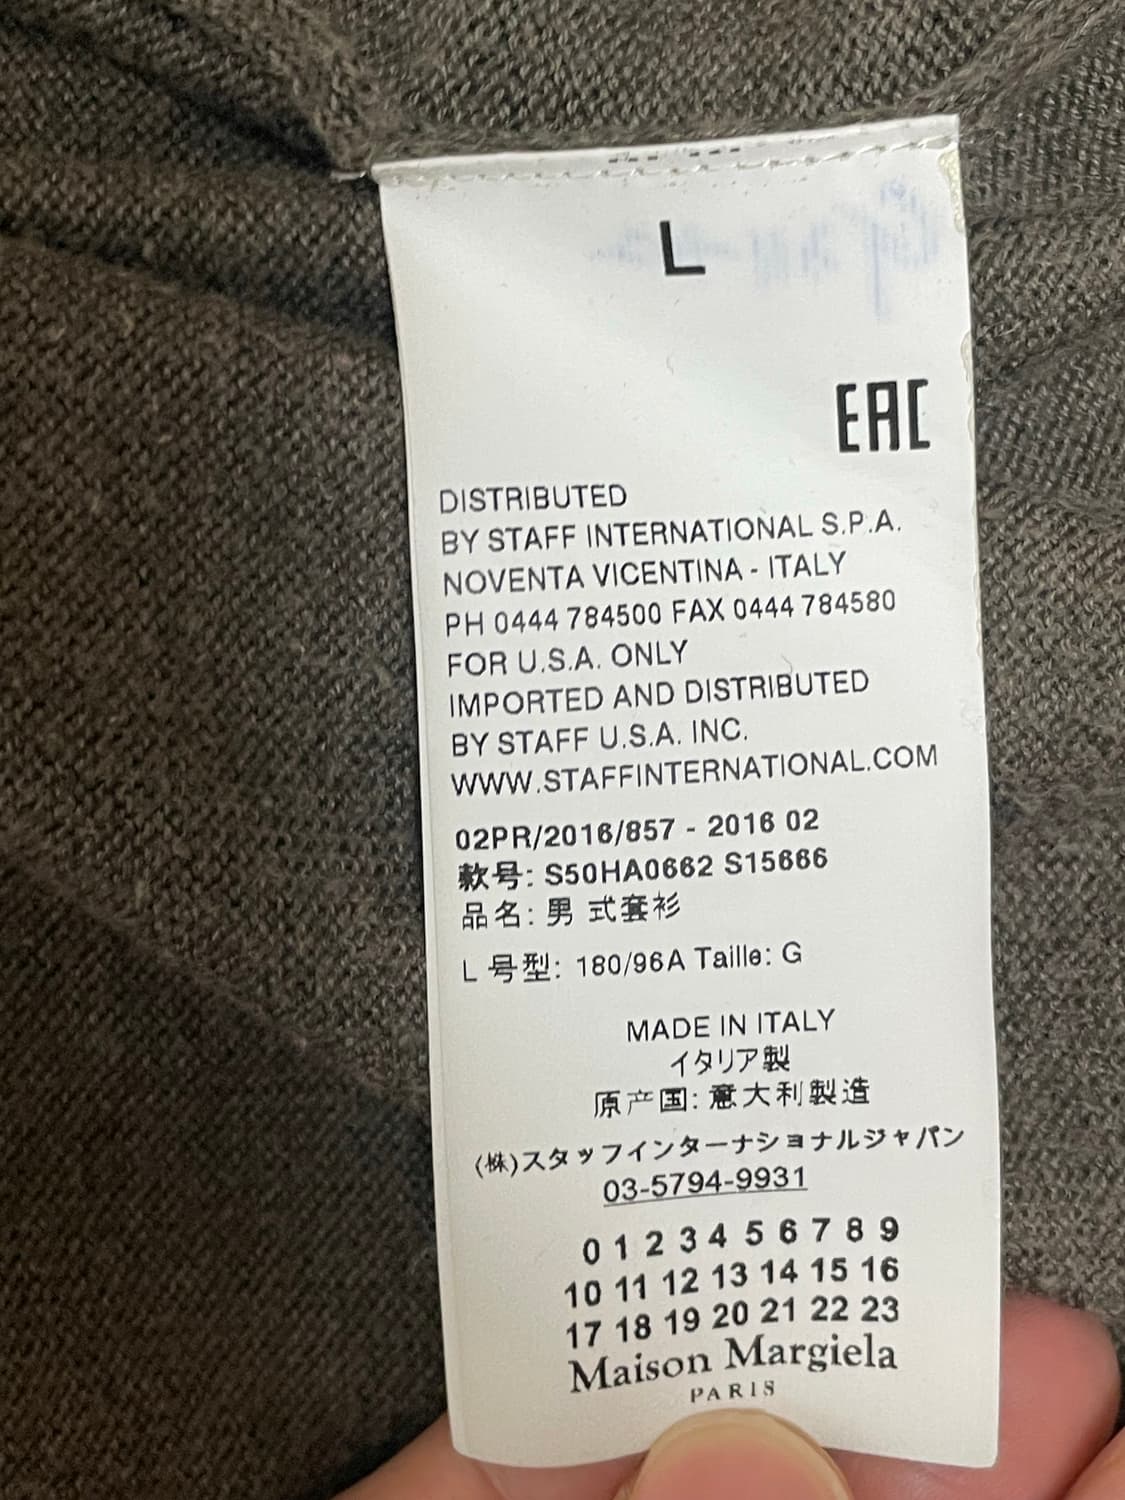 L
EAC
DISTRIBUTED
BY STAFF INTERNATIONAL S.P.A.
NOVENTA VICENTINA - ITALY
PH 0444 784500 FAX 0444 784580
FOR U.S.A. ONLY
IMPORTED AND DISTRIBUTED
BY STAFF U.S.A. INC.
WWW.STAFFINTERNATIONAL.COM
02PR/2016/857 - 2016 02
款号: S50HA0662 S15666
品名: 男 式套衫
L 号型: 180/96A Taille: G
MADE IN ITALY
イタリア製
原产国: 意大利製造
(株)スタッフインターナショナルジャパン
03-5794-9931
0 1 2 3 4 5 6 7 8 9
10 11 12 13 14 15 16
17 18 19 20 21 22 23
Maison Margiela
PARIS